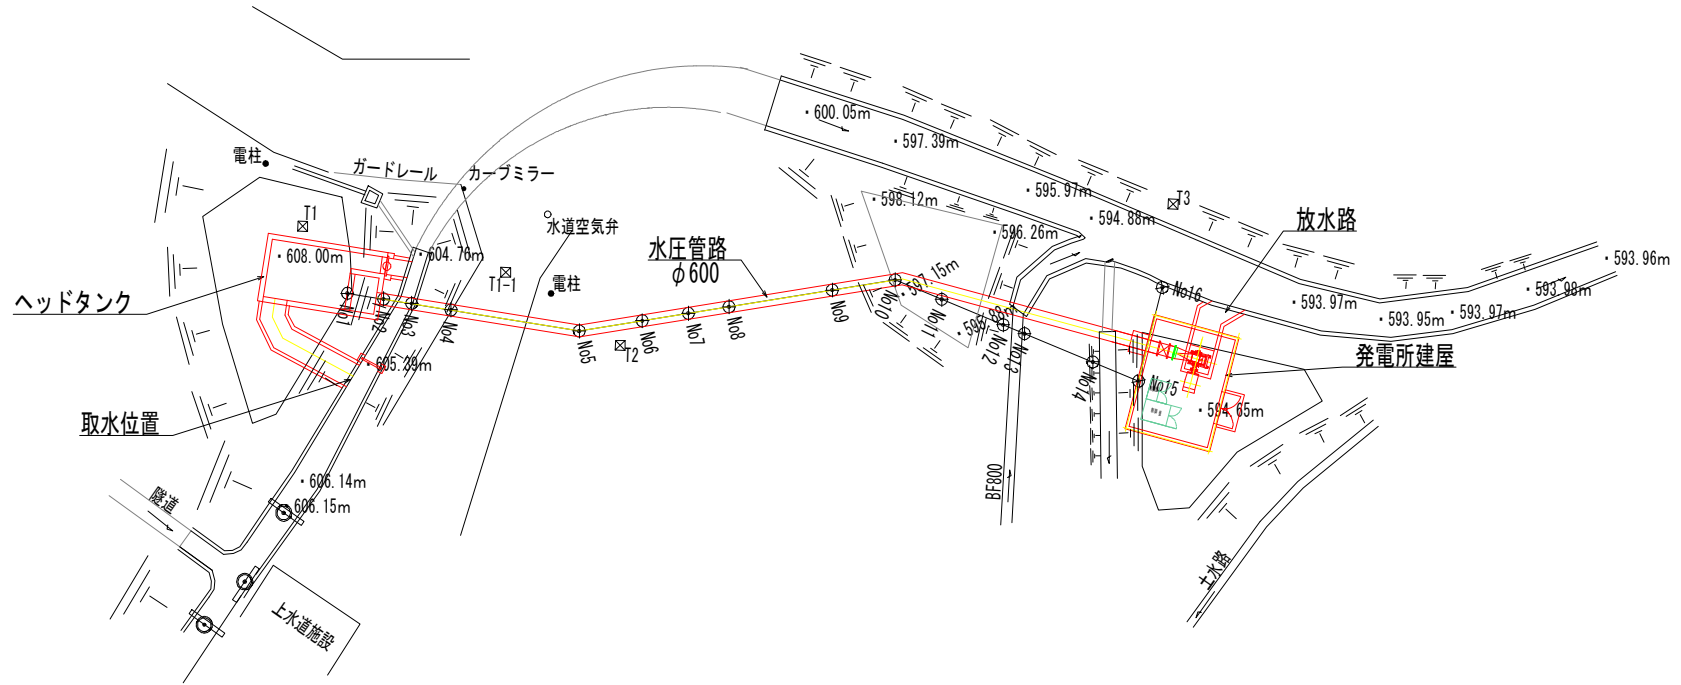 ・600.05m
・597.39m
電柱
ガードレール
カーブミラー
・598.12m
・595.97m
T3
・594.88m
T1
水道空気弁
・596.26m
放水路
水圧管路
φ600
・608.00m
・604.76m
・593.96m
T1-1
電柱
・597.15m
ヘッドタンク
No1
No2
No3
No4
No5
No6
No7
No8
No9
No10
No11
No12
No13
No14
No15
No16
・593.97m
・593.98m
・593.95m
・593.97m
T2
・605.29m
発電所建屋
・594.65m
取水位置
・606.14m
・606.15m
隧道
BF800
土水路
上水道施設